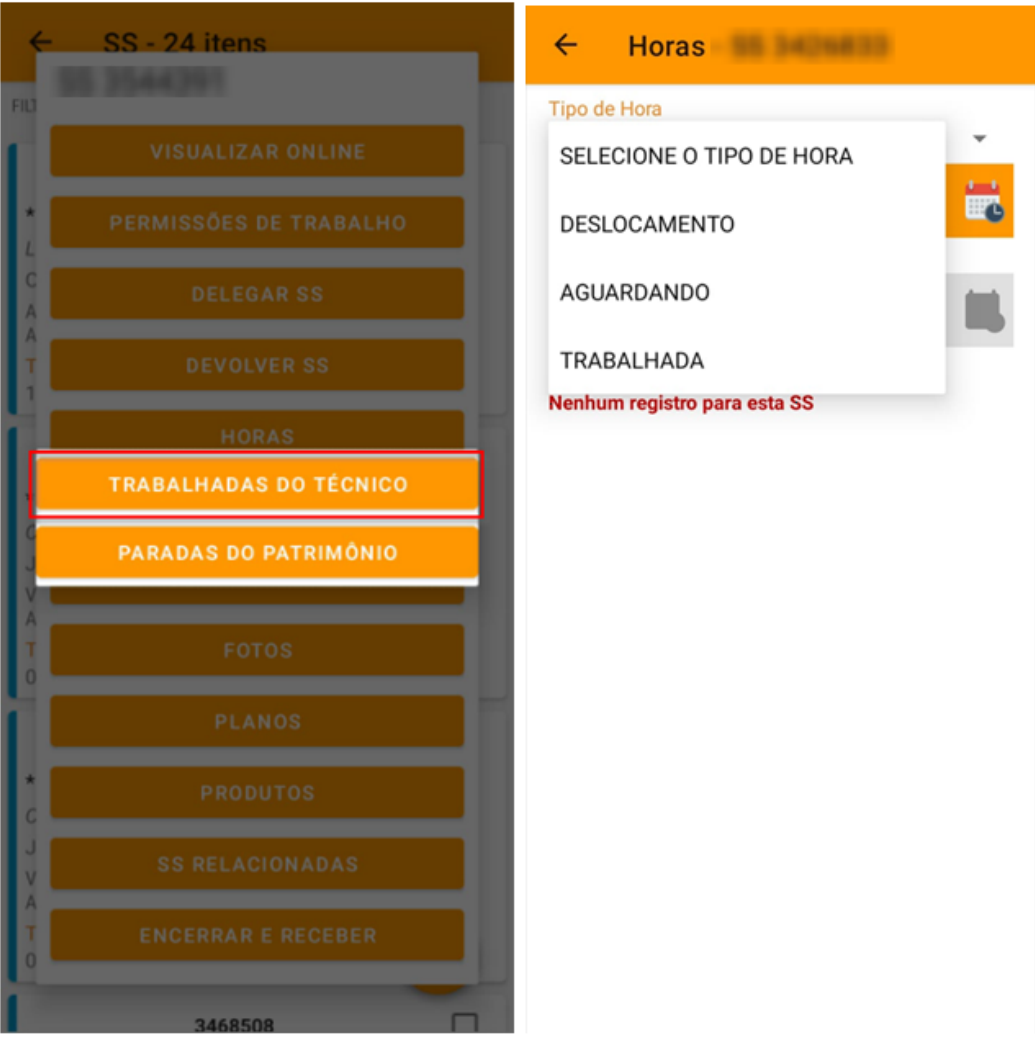 SS - 24 itens
FILT
VISUALIZAR ONLINE
PERMISSÕES DE TRABALHO
DELEGAR SS
DEVOLVER SS
HORAS
TRABALHADAS DO TÉCNICO
PARADAS DO PATRIMÔNIO
FOTOS
PLANOS
PRODUTOS
SS RELACIONADAS
ENCERRAR E RECEBER
3468508
Horas
Tipo de Hora
SELECIONE O TIPO DE HORA
DESLOCAMENTO
AGUARDANDO
TRABALHADA
Nenhum registro para esta SS